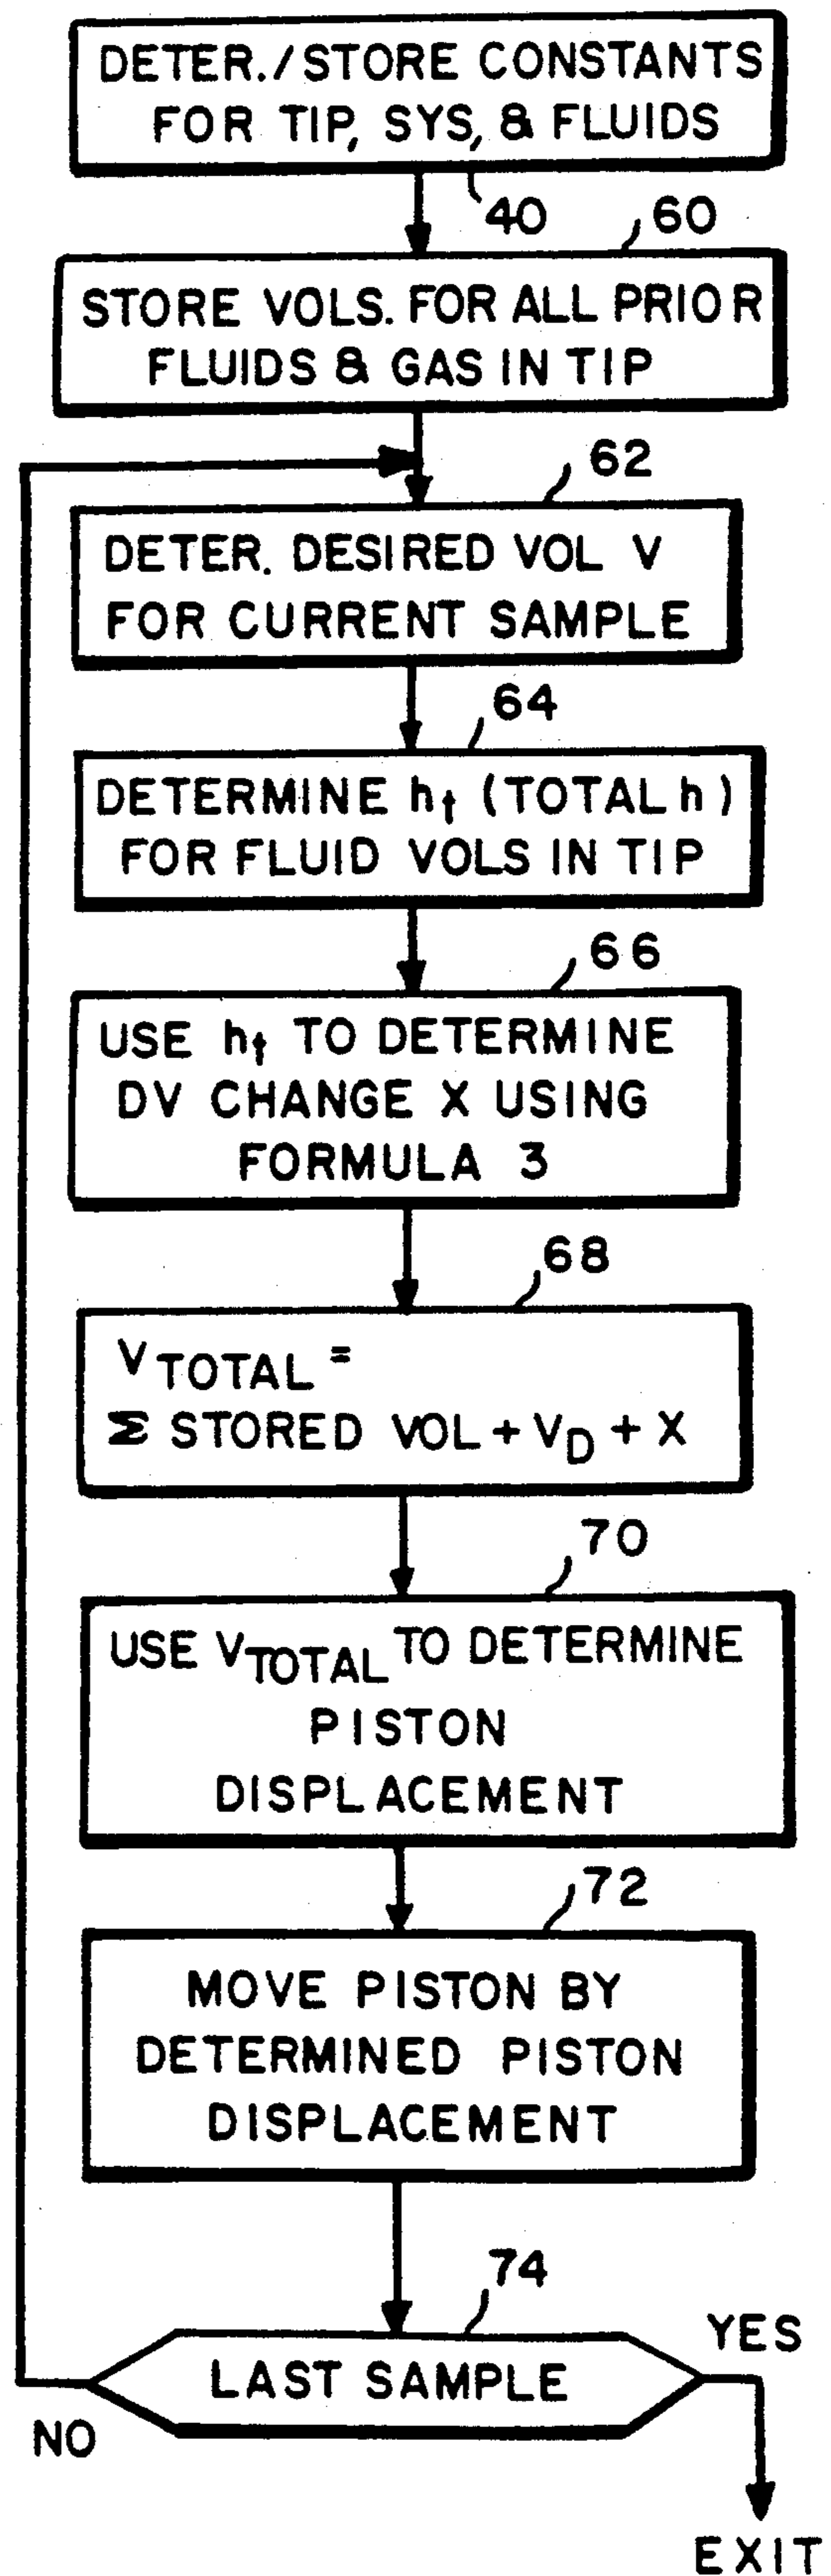 DETER./STORE CONSTANTS
FOR TIP, SYS, & FLUIDS
40
60
STORE VOLS. FOR ALL PRIOR
FLUIDS & GAS IN TIP
62
DETER. DESIRED VOL V
FOR CURRENT SAMPLE
64
DETERMINE ht (TOTAL h)
FOR FLUID VOLS IN TIP
66
USE ht TO DETERMINE
DV CHANGE X USING
FORMULA 3
68
VTOTAL =
Σ STORED VOL + VD + X
70
USE VTOTAL TO DETERMINE
PISTON
DISPLACEMENT
72
MOVE PISTON BY
DETERMINED PISTON
DISPLACEMENT
74
YES
LAST SAMPLE
NO
EXIT